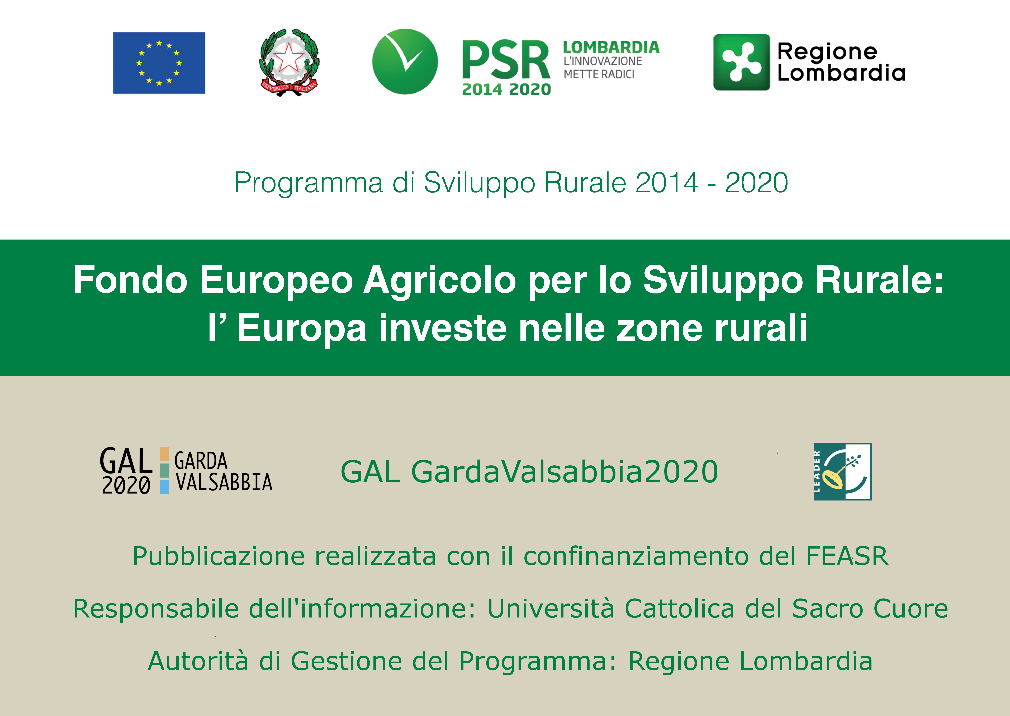 PSR
2014 2020
LOMBARDIA
L'INNOVAZIONE
METTE RADICI
Regione
Lombardia
Programma di Sviluppo Rurale 2014 - 2020
Fondo Europeo Agricolo per lo Sviluppo Rurale:
l' Europa investe nelle zone rurali
GAL
2020
GARDA
VALSABBIA
GAL GardaValsabbia2020
LEADER
Pubblicazione realizzata con il confinanziamento del FEASR
Responsabile dell'informazione: Università Cattolica del Sacro Cuore
Autorità di Gestione del Programma: Regione Lombardia